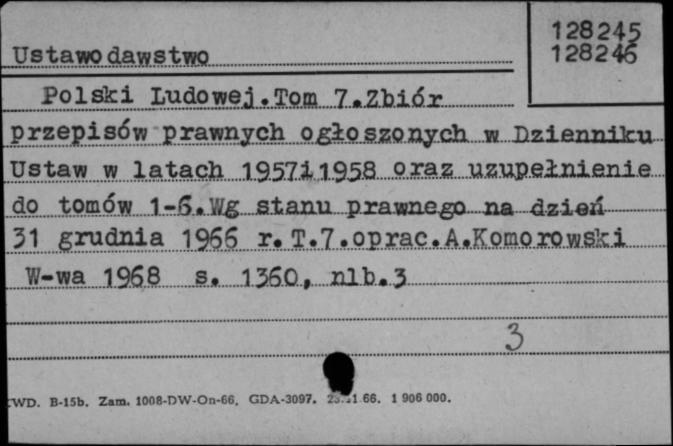 128245
128246
Ustawodawstwo
Polski Ludowej.Tom 7.Zbiór
przepisów prawnych ogłoszonych w Dzienniku
Ustaw w latach 1957i1958 oraz uzupełnienie
do tomów 1-6.Wg stanu prawnego na dzień
31 grudnia 1966 r.T.7.oprac.A.Komorowski
W-wa 1968 s. 1360, nlb.3
3
WD. B-15b. Zam. 1008-DW-On-66. GDA-3097. 1 906 000.